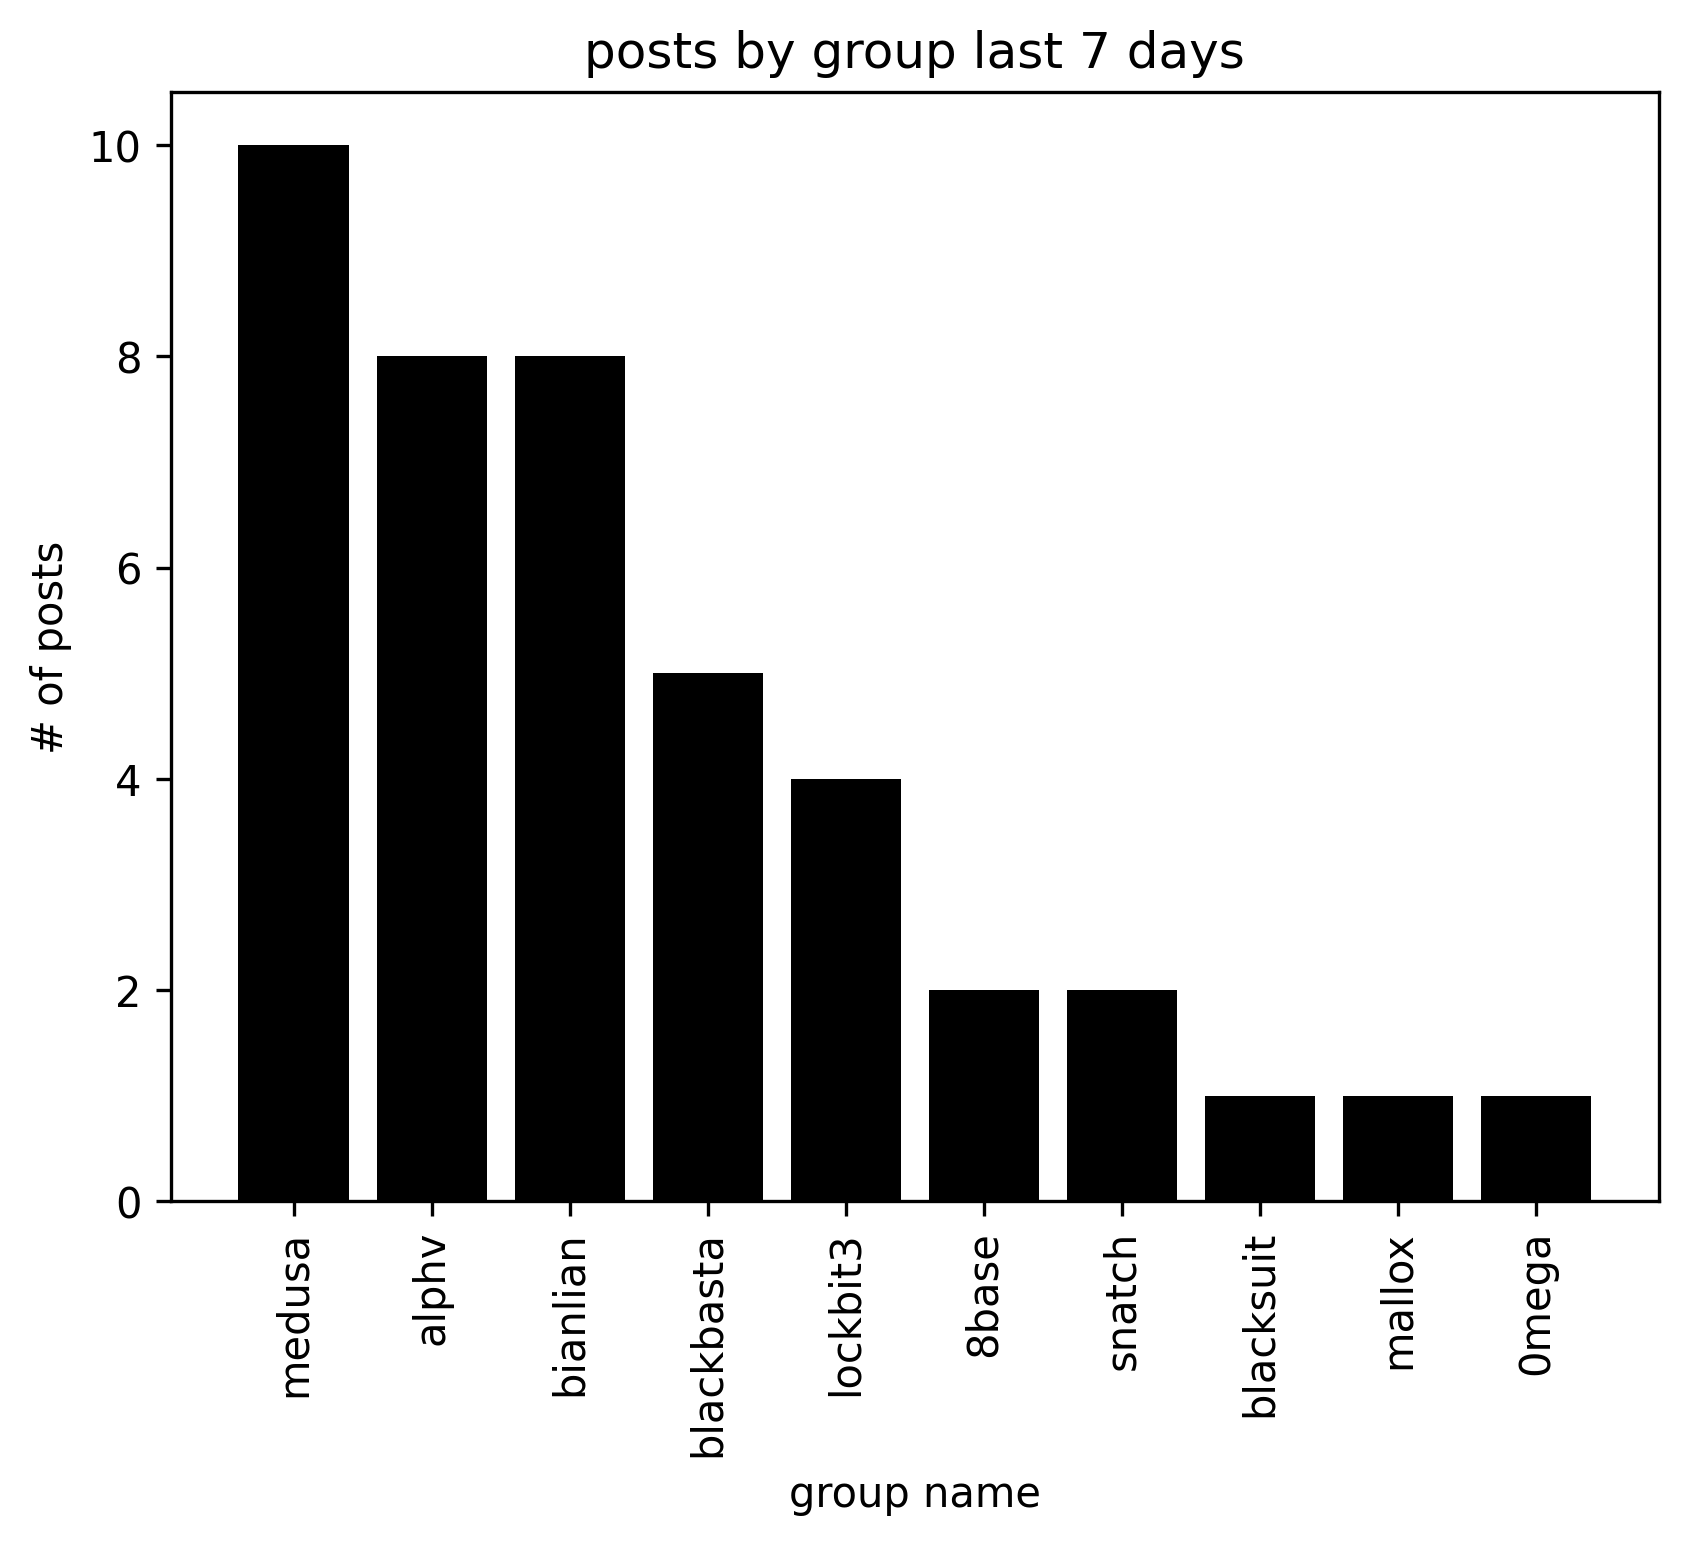 posts by group last 7 days
# of posts
10
8
6
4
2
0
medusa
alphv
bianlian
blackbasta
lockbit3
8base
snatch
blacksuit
mallox
0mega
group name